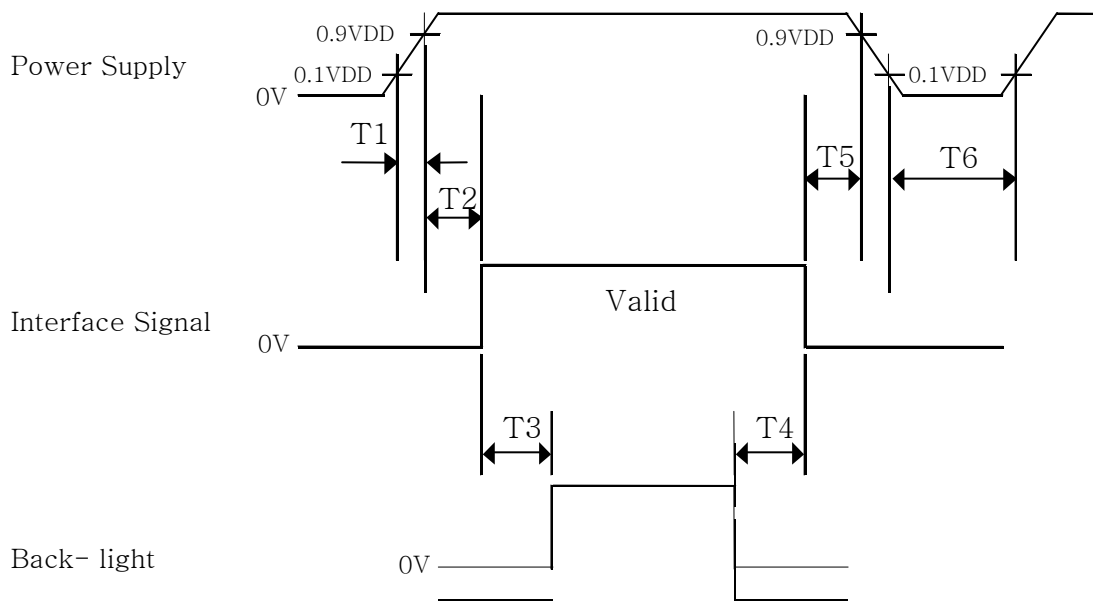 0.9VDD
0.9VDD
Power Supply
0.1VDD
0.1VDD
0V
T1
T5
T6
T2
Valid
Interface Signal
0V
T3
T4
Back- light
0V